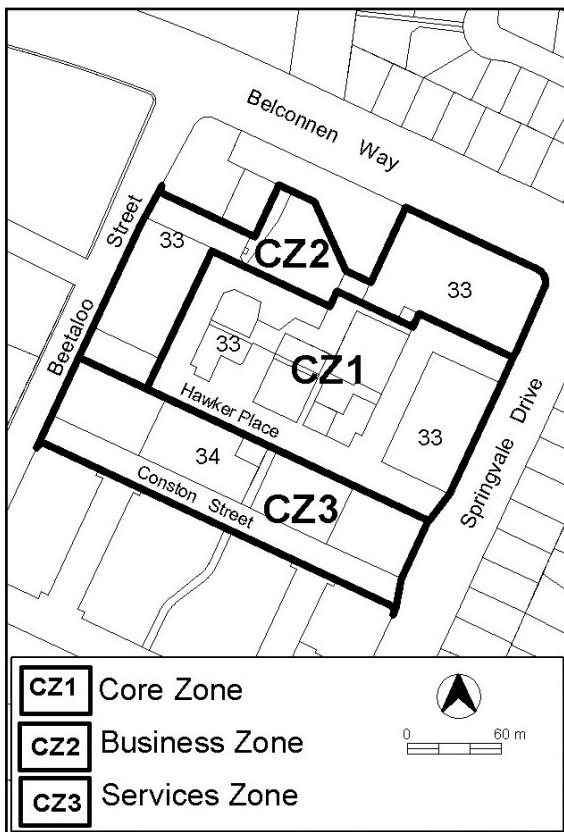 Belconnen Way
Beetaloo Street
33
CZ2
33
33
CZ1
Hawker Place
33
Springvale Drive
34
CZ3
Conston Street
CZ1 Core Zone
CZ2 Business Zone
CZ3 Services Zone
0 60 m